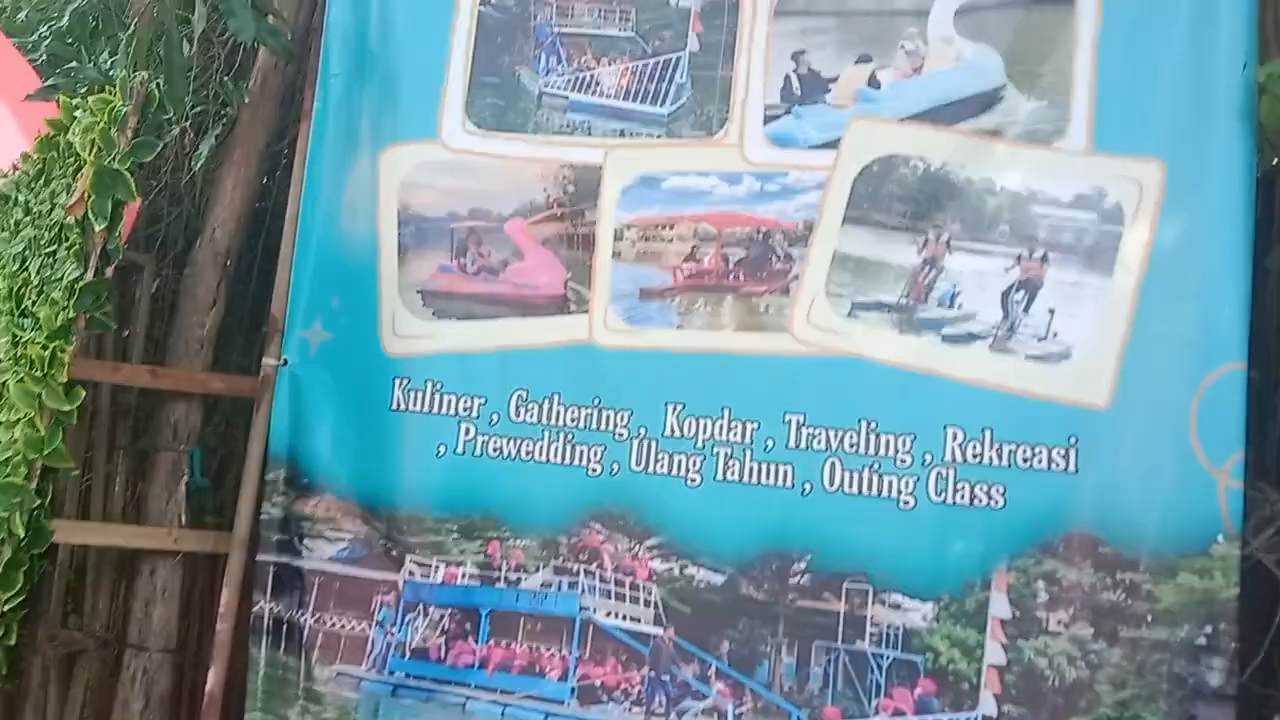 Kuliner , Gathering , Kopdar , Traveling , Rekreasi
, Prewedding , Ulang Tahun , Outing Class